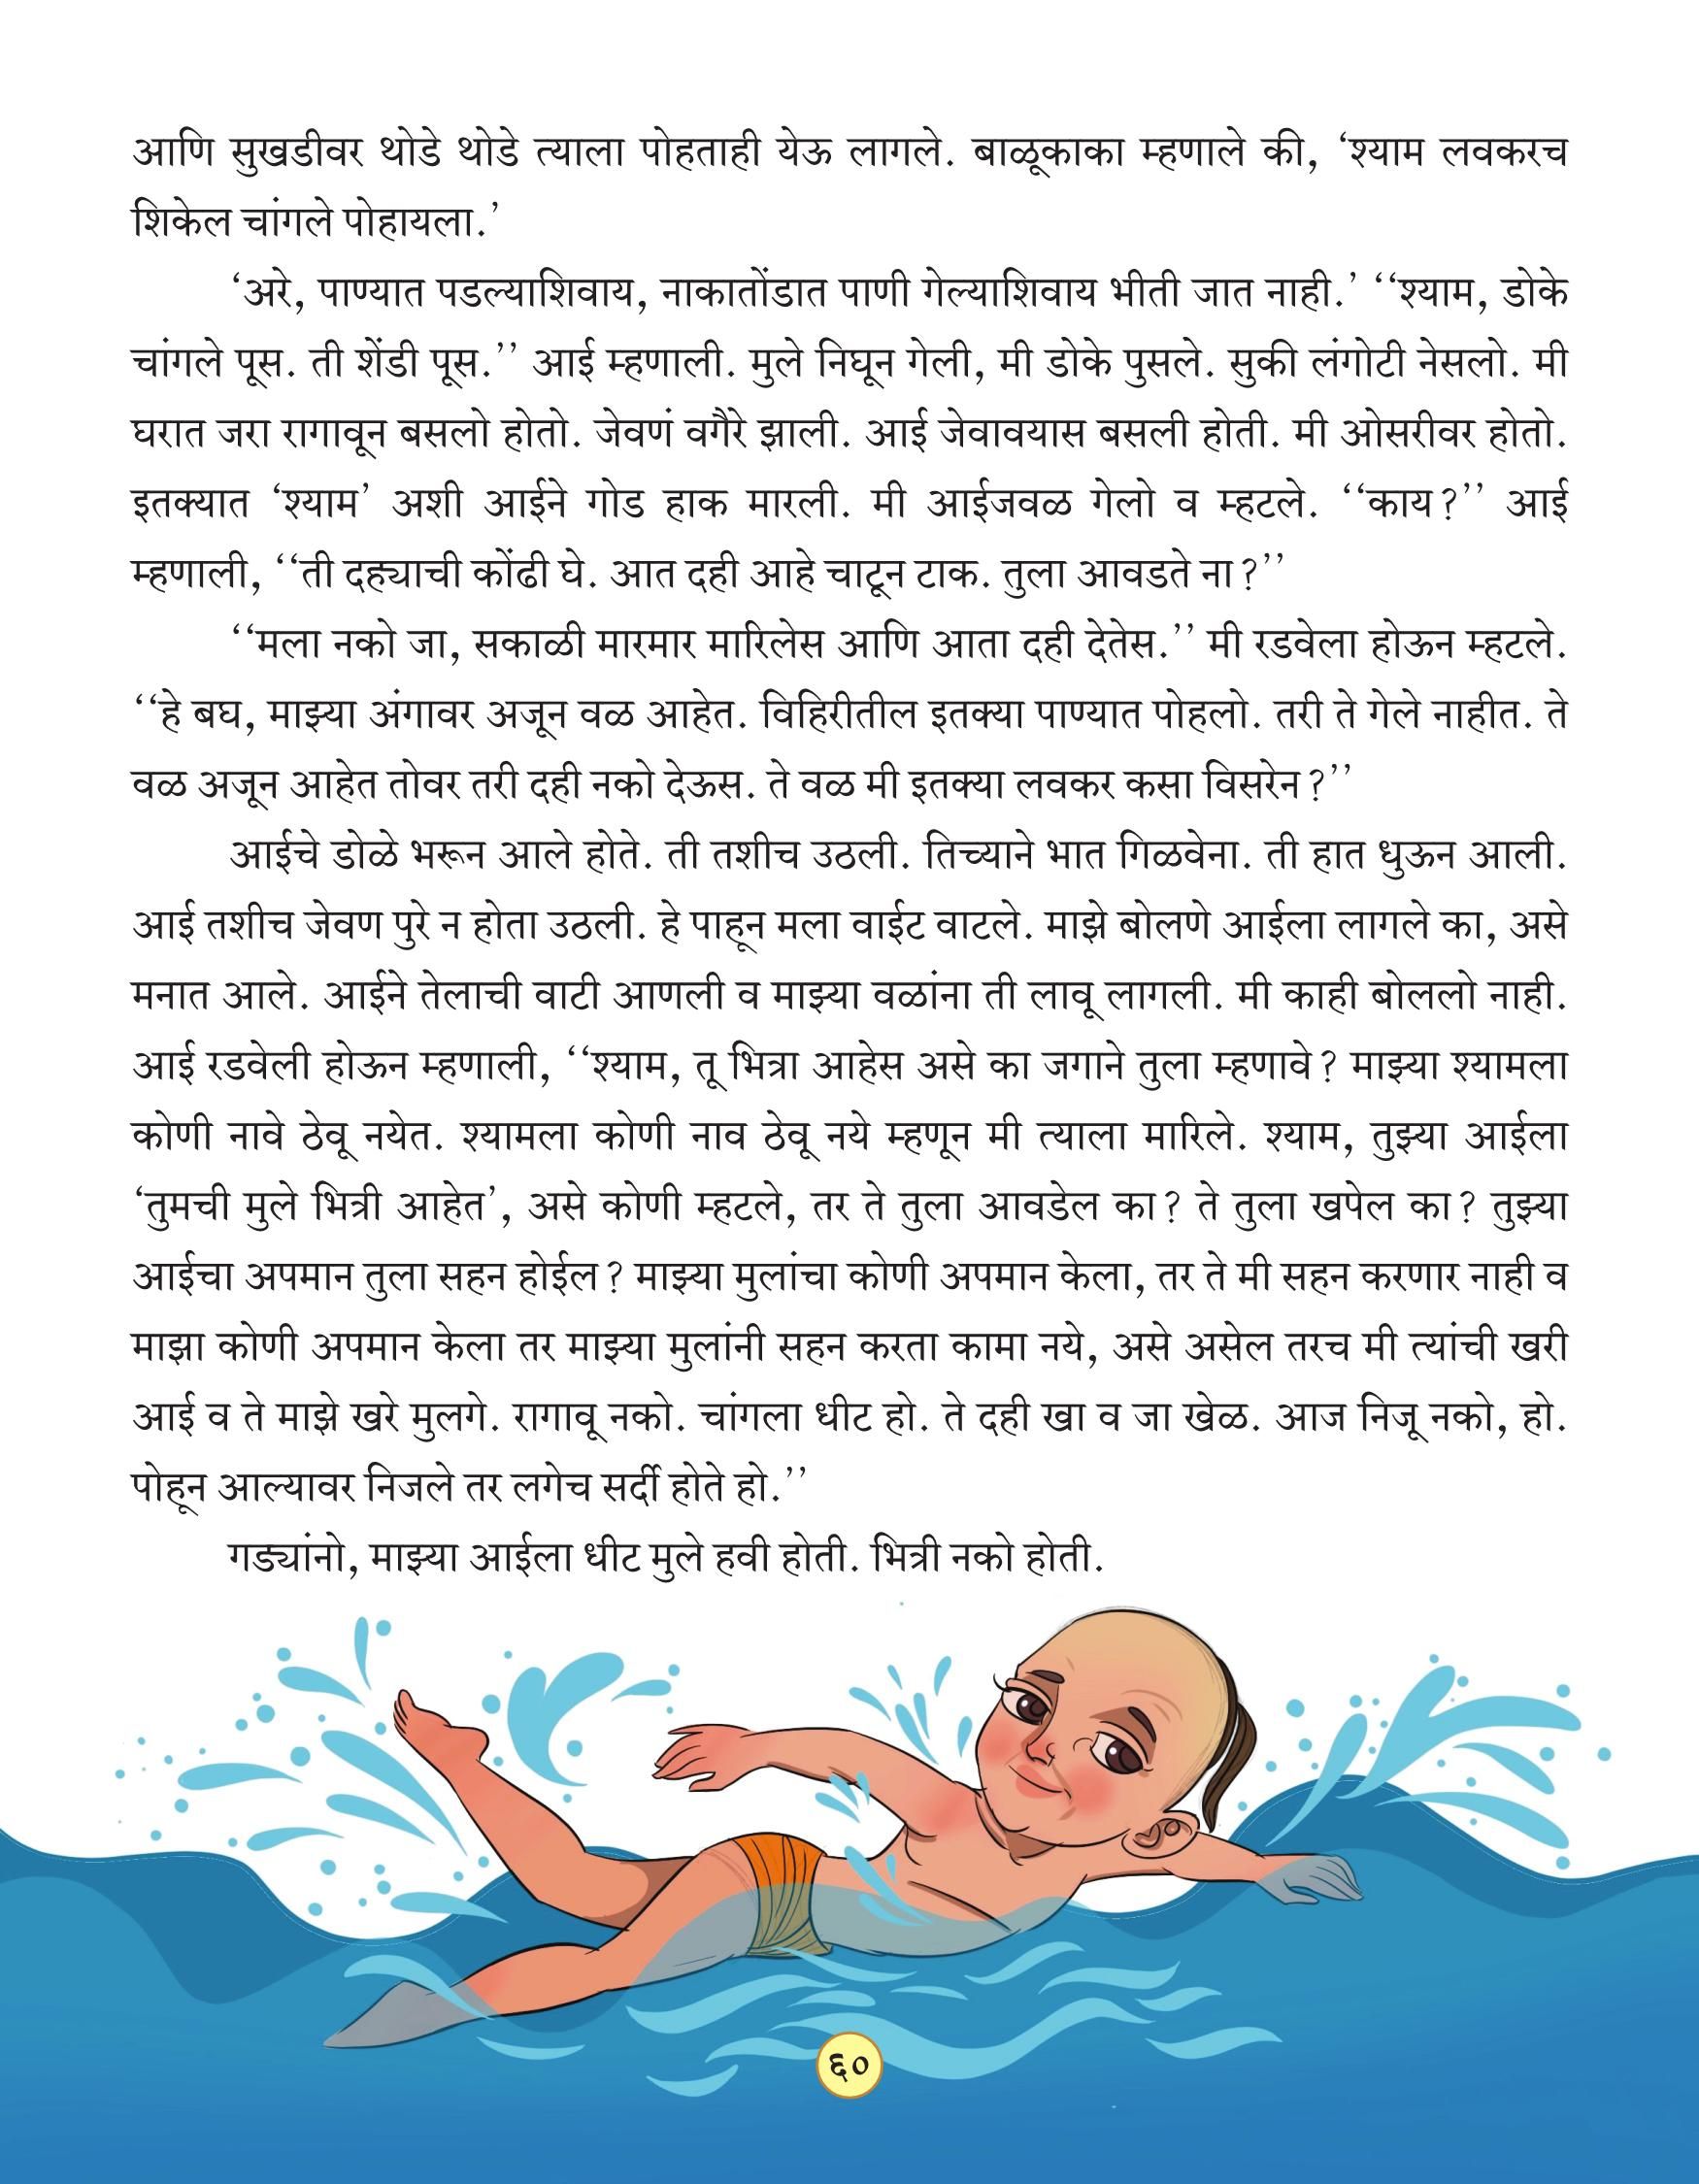 आणि सुखडीवर थोडे थोडे त्याला पोहताही येऊ लागले. बाळूकाका म्हणाले की, ‘श्याम लवकरच
शिकेल चांगले पोहायला.’
‘अरे, पाण्यात पडल्याशिवाय, नाकातोंडात पाणी गेल्याशिवाय भीती जात नाही.’ ‘‘श्याम, डोके
चांगले पूस. ती शेंडी पूस.’’ आई म्हणाली. मुले निघून गेली, मी डोके पुसले. सुकी लंगोटी नेसलो. मी
घरात जरा रागावून बसलो होतो. जेवणं वगैरे झाली. आई जेवावयास बसली होती. मी ओसरीवर होतो.
इतक्यात ‘श्याम’ अशी आईने गोड हाक मारली. मी आईजवळ गेलो व म्हटले. ‘‘काय?’’ आई
म्हणाली, ‘‘ती दह्याची कोंढी घे. आत दही आहे चाटून टाक. तुला आवडते ना?’’
‘‘मला नको जा, सकाळी मारमार मारिलेस आणि आता दही देतेस.’’ मी रडवेला होऊन म्हटले.
‘‘हे बघ, माझ्या अंगावर अजून वळ आहेत. विहिरीतील इतक्या पाण्यात पोहलो. तरी ते गेले नाहीत. ते
वळ अजून आहेत तोवर तरी दही नको देऊस. ते वळ मी इतक्या लवकर कसा विसरेन?’’
आईचे डोळे भरून आले होते. ती तशीच उठली. तिच्याने भात गिळवेना. ती हात धुऊन आली.
आई तशीच जेवण पुरे न होता उठली. हे पाहून मला वाईट वाटले. माझे बोलणे आईला लागले का, असे
मनात आले. आईने तेलाची वाटी आणली व माझ्या वळांना ती लावू लागली. मी काही बोललो नाही.
आई रडवेली होऊन म्हणाली, ‘‘श्याम, तू भित्रा आहेस असे का जगाने तुला म्हणावे? माझ्या श्यामला
कोणी नावे ठेवू नयेत. श्यामला कोणी नाव ठेवू नये म्हणून मी त्याला मारिले. श्याम, तुझ्या आईला
‘तुमची मुले भित्री आहेत’, असे कोणी म्हटले, तर ते तुला आवडेल का? ते तुला खपेल का? तुझ्या
आईचा अपमान तुला सहन होईल? माझ्या मुलांचा कोणी अपमान केला, तर ते मी सहन करणार नाही व
माझा कोणी अपमान केला तर माझ्या मुलांनी सहन करता कामा नये, असे असेल तरच मी त्यांची खरी
आई व ते माझे खरे मुलगे. रागावू नको. चांगला धीट हो. ते दही खा व जा खेळ. आज निजू नको, हो.
पोहून आल्यावर निजले तर लगेच सर्दी होते हो.’’
गड्यांनो, माझ्या आईला धीट मुले हवी होती. भित्री नको होती.
६०